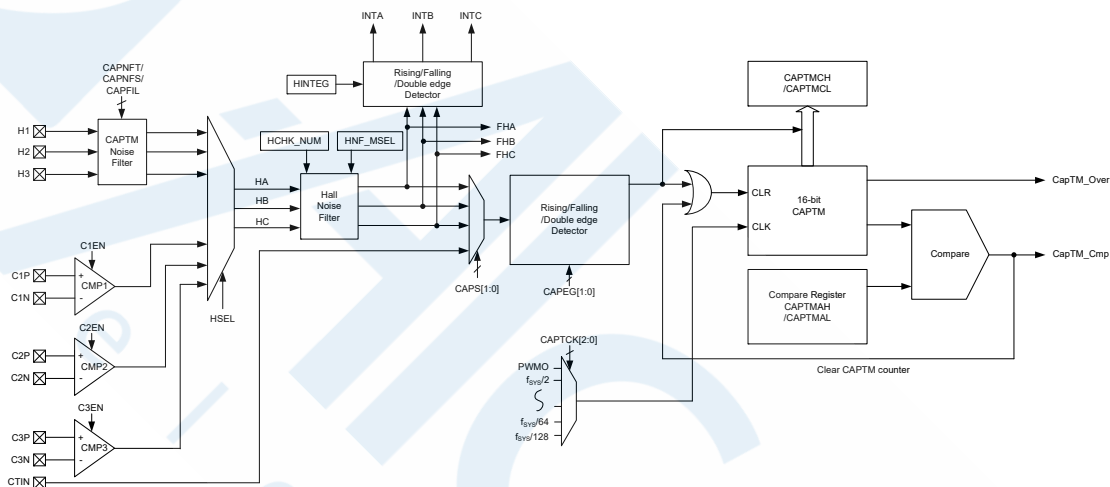 INTA
INTB
INTC
CAPNFT/
CAPNFS/
CAPFIL
HINTEG
Rising/Falling
/Double edge
Detector
CAPTMCH
/CAPTMCL
H1
H2
H3
CAPTM
Noise
Filter
HCHK_NUM
HNF_MSEL
FHA
FHB
FHC
HA
HB
HC
Hall
Noise
Filter
Rising/Falling
/Double edge
Detector
CLR
CLK
16-bit
CAPTM
CapTM_Over
Compare
CapTM_Cmp
C1EN
C1P
C1N
+
-
CMP1
HSEL
CAPS[1:0]
CAPEG[1:0]
Compare Register
CAPTMAH
/CAPTMAL
C2EN
C2P
C2N
+
-
CMP2
CAPTCK[2:0]
PWMO
fSYS/2
fSYS/64
fSYS/128
Clear CAPTM counter
C3EN
C3P
C3N
+
-
CMP3
CTIN